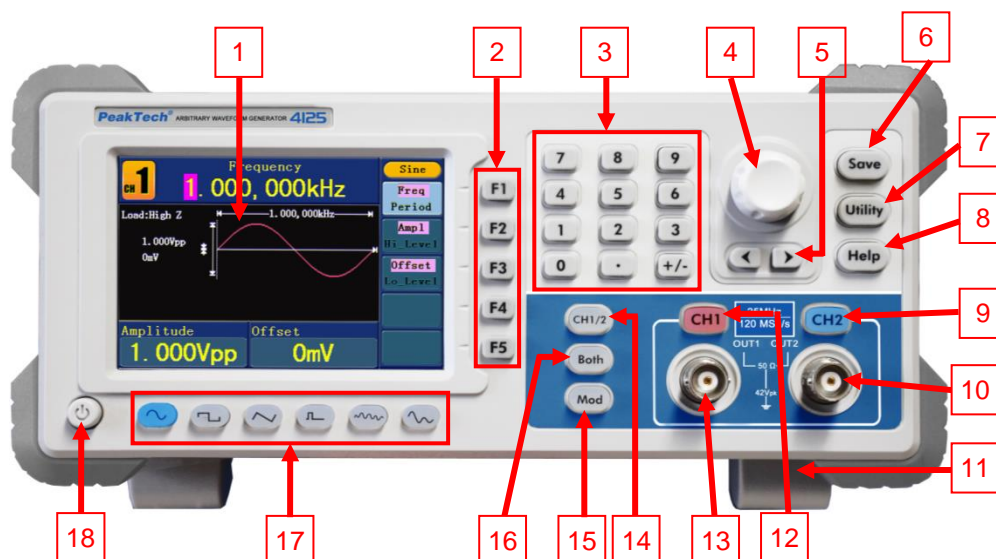 1
2
3
4
5
6
7
8
9
10
11
12
13
14
15
16
17
18
PeakTech® ARBITRARY WAVEFORM GENERATOR 4125
CH 1
Frequency
1.000,000kHz
Sine
Freq
Period
Ampl
Hi_Level
Offset
Lo_Level
Load:High Z
1.000,000kHz
1.000Vpp
0mV
Amplitude
1.000Vpp
Offset
0mV
F1
F2
F3
F4
F5
7 8 9
4 5 6
1 2 3
0 . +/-
Save
Utility
Help
CH1/2
Both
Mod
CH1
CH2
120 MS/s
OUT1 OUT2
50 Ω
42Vpk